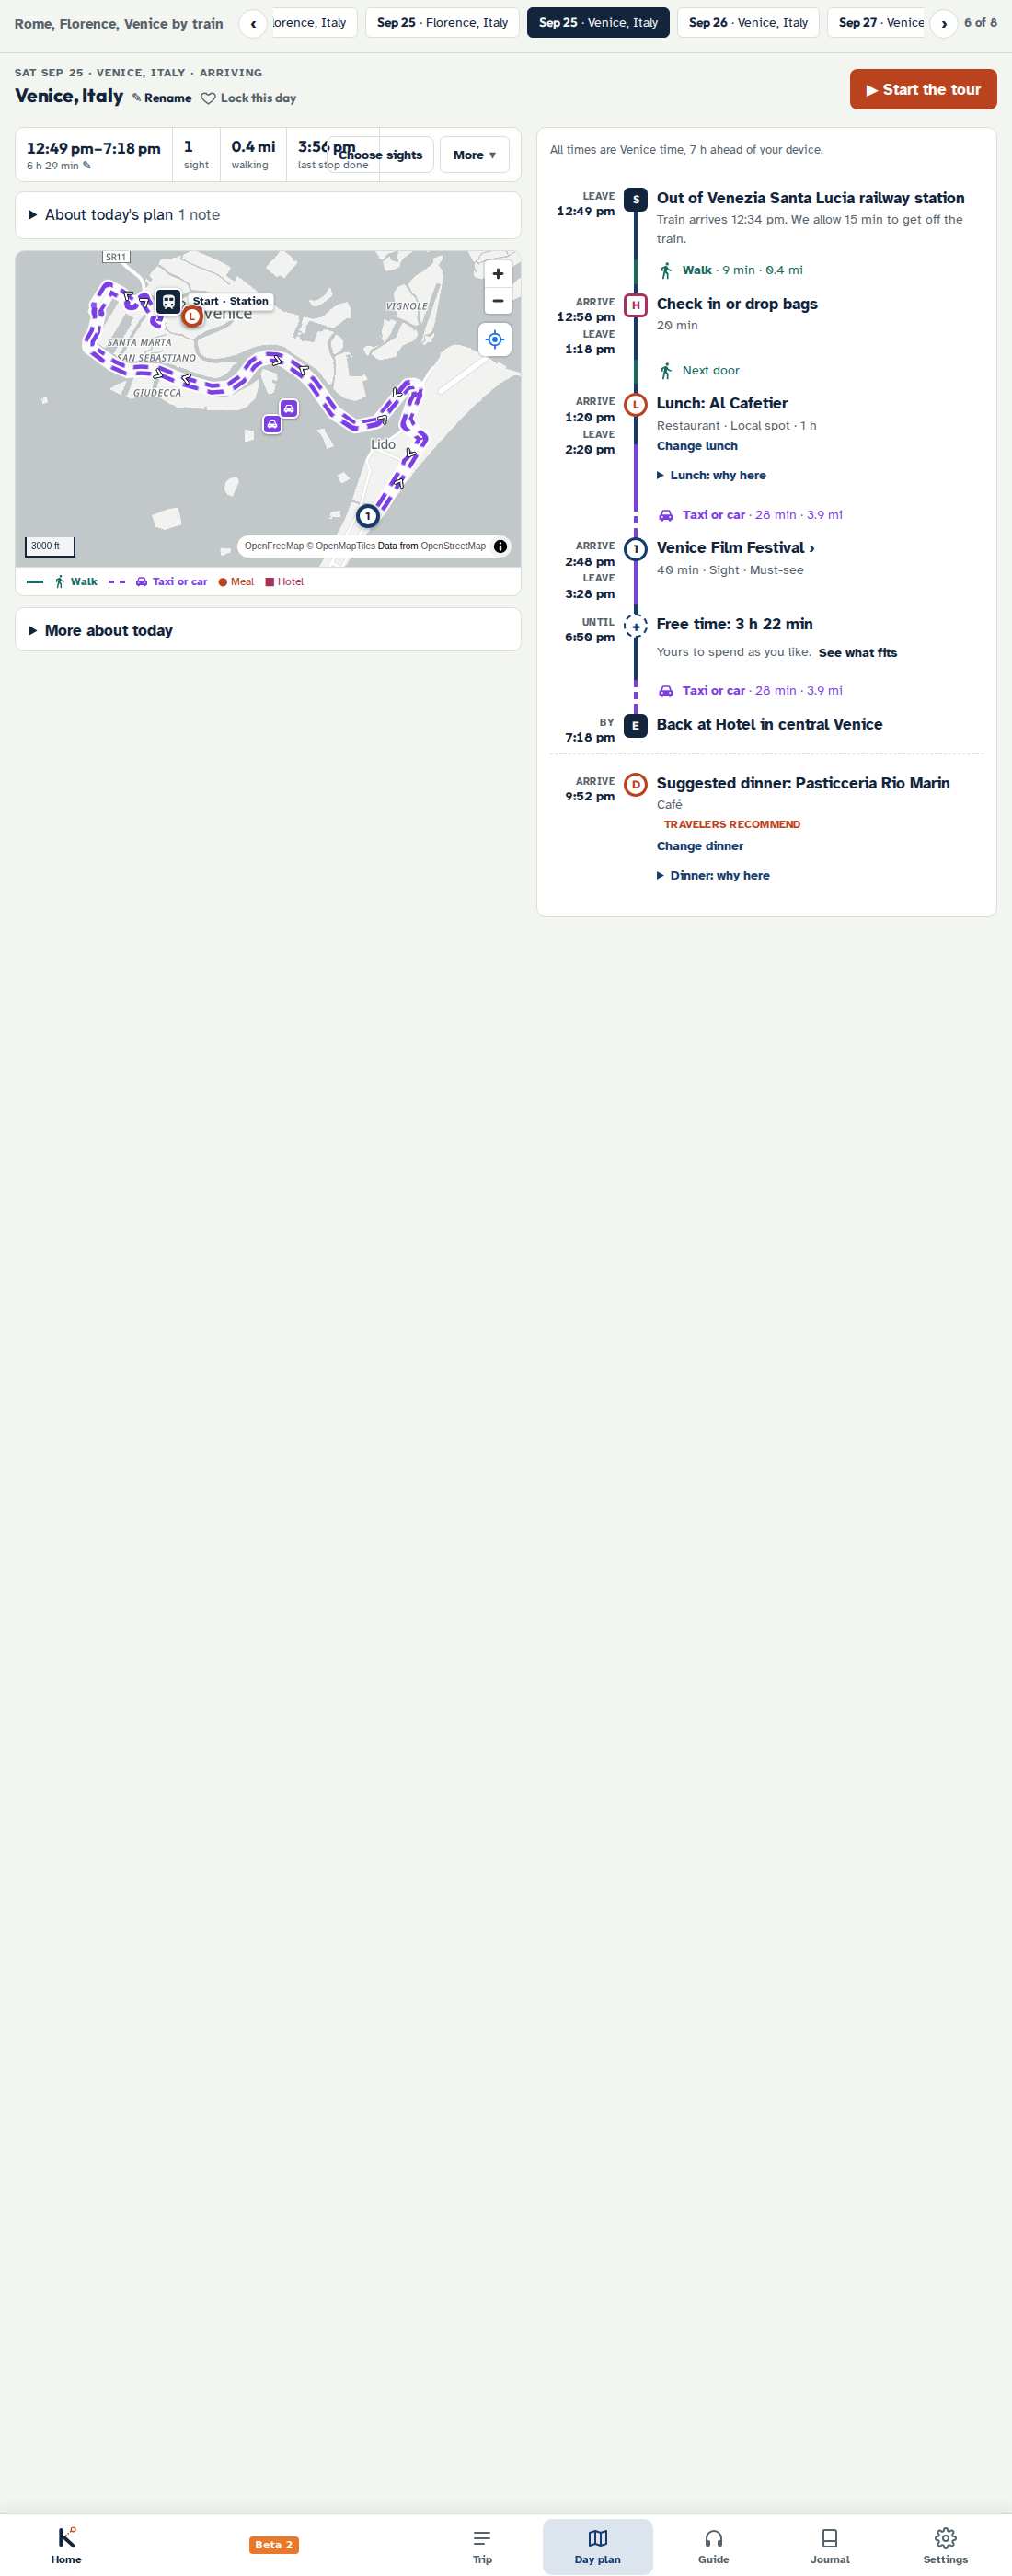 Rome, Florence, Venice by train
‹
lorence, Italy
Sep 25 · Florence, Italy
Sep 25 · Venice, Italy
Sep 26 · Venice, Italy
Sep 27 · Venice
›
6 of 8
SAT SEP 25 · VENICE, ITALY · ARRIVING
Venice, Italy ✎ Rename ♡ Lock this day
▶ Start the tour
12:49 pm–7:18 pm
6 h 29 min ✎
1
sight
0.4 mi
walking
3:56 pm
last stop done
Choose sights
More ▾
▶ About today's plan 1 note
SR11
Start · Station
Venice
L
VIGNOLE
SANTA MARTA
SAN SEBASTIANO
GIUDECCA
Lido
1
+
−
3000 ft
OpenFreeMap © OpenMapTiles Data from OpenStreetMap
Walk Taxi or car Meal Hotel
▶ More about today
All times are Venice time, 7 h ahead of your device.
LEAVE
12:49 pm
S
Out of Venezia Santa Lucia railway station
Train arrives 12:34 pm. We allow 15 min to get off the
train.
Walk · 9 min · 0.4 mi
ARRIVE
12:58 pm
LEAVE
1:18 pm
H
Check in or drop bags
20 min
Next door
ARRIVE
1:20 pm
LEAVE
2:20 pm
L
Lunch: Al Cafetier
Restaurant · Local spot · 1 h
Change lunch
▶ Lunch: why here
Taxi or car · 28 min · 3.9 mi
ARRIVE
2:48 pm
LEAVE
3:28 pm
1
Venice Film Festival ›
40 min · Sight · Must-see
UNTIL
6:50 pm
+
Free time: 3 h 22 min
Yours to spend as you like. See what fits
Taxi or car · 28 min · 3.9 mi
BY
7:18 pm
E
Back at Hotel in central Venice
ARRIVE
9:52 pm
D
Suggested dinner: Pasticceria Rio Marin
Café
TRAVELERS RECOMMEND
Change dinner
▶ Dinner: why here
Home
Beta 2
Trip
Day plan
Guide
Journal
Settings